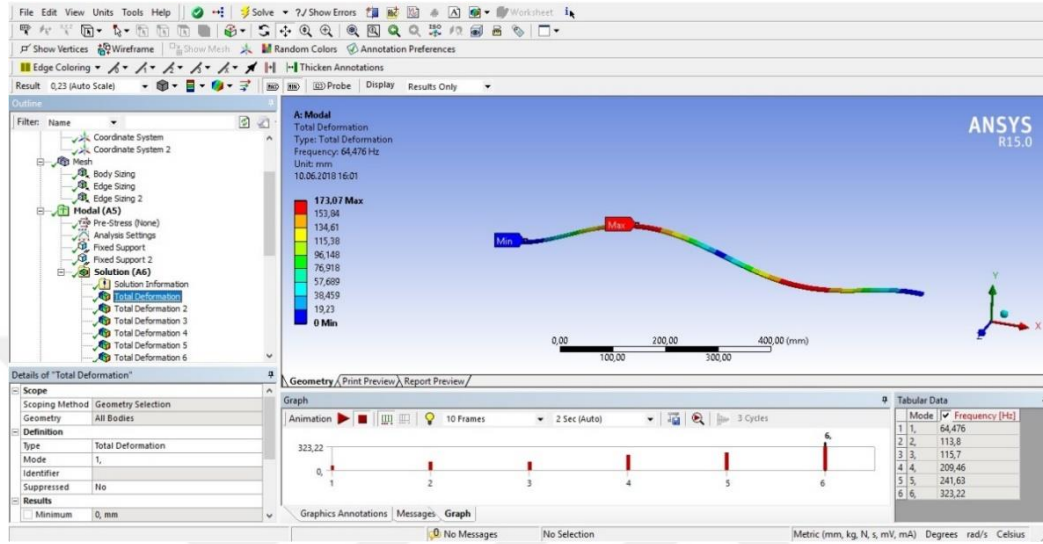 File Edit View Units Tools Help Solve ?/ Show Errors Worksheet
Show Vertices Wireframe Show Mesh Random Colors Annotation Preferences
Edge Coloring Thicken Annotations
Result 0,23 (Auto Scale) Probe Display Results Only
Outline
Filter: Name
Coordinate System
Coordinate System 2
Mesh
Body Sizing
Edge Sizing
Edge Sizing 2
Modal (A5)
Pre-Stress (None)
Analysis Settings
Fixed Support
Fixed Support 2
Solution (A6)
Solution Information
Total Deformation
Total Deformation 2
Total Deformation 3
Total Deformation 4
Total Deformation 5
Total Deformation 6
Details of "Total Deformation"
Scope
Scoping Method Geometry Selection
Geometry All Bodies
Definition
Type Total Deformation
Mode 1,
Identifier
Suppressed No
Results
Minimum 0, mm
A: Modal
Total Deformation
Type: Total Deformation
Frequency: 64,476 Hz
Unit: mm
10.06.2018 16:01
173,07 Max
153,84
134,61
115,38
96,148
76,918
57,689
38,459
19,23
0 Min
Min
Max
ANSYS
R15.0
Y
X
Z
0,00 200,00 400,00 (mm)
100,00 300,00
Geometry Print Preview Report Preview
Graph
Animation 10 Frames 2 Sec (Auto) 3 Cycles
6,
323,22
0,
1 2 3 4 5 6
Graphics Annotations Messages Graph
Tabular Data
Mode Frequency [Hz]
1 1, 64,476
2 2, 113,8
3 3, 115,7
4 4, 209,46
5 5, 241,63
6 6, 323,22
No Messages No Selection Metric (mm, kg, N, s, mV, mA) Degrees rad/s Celsius